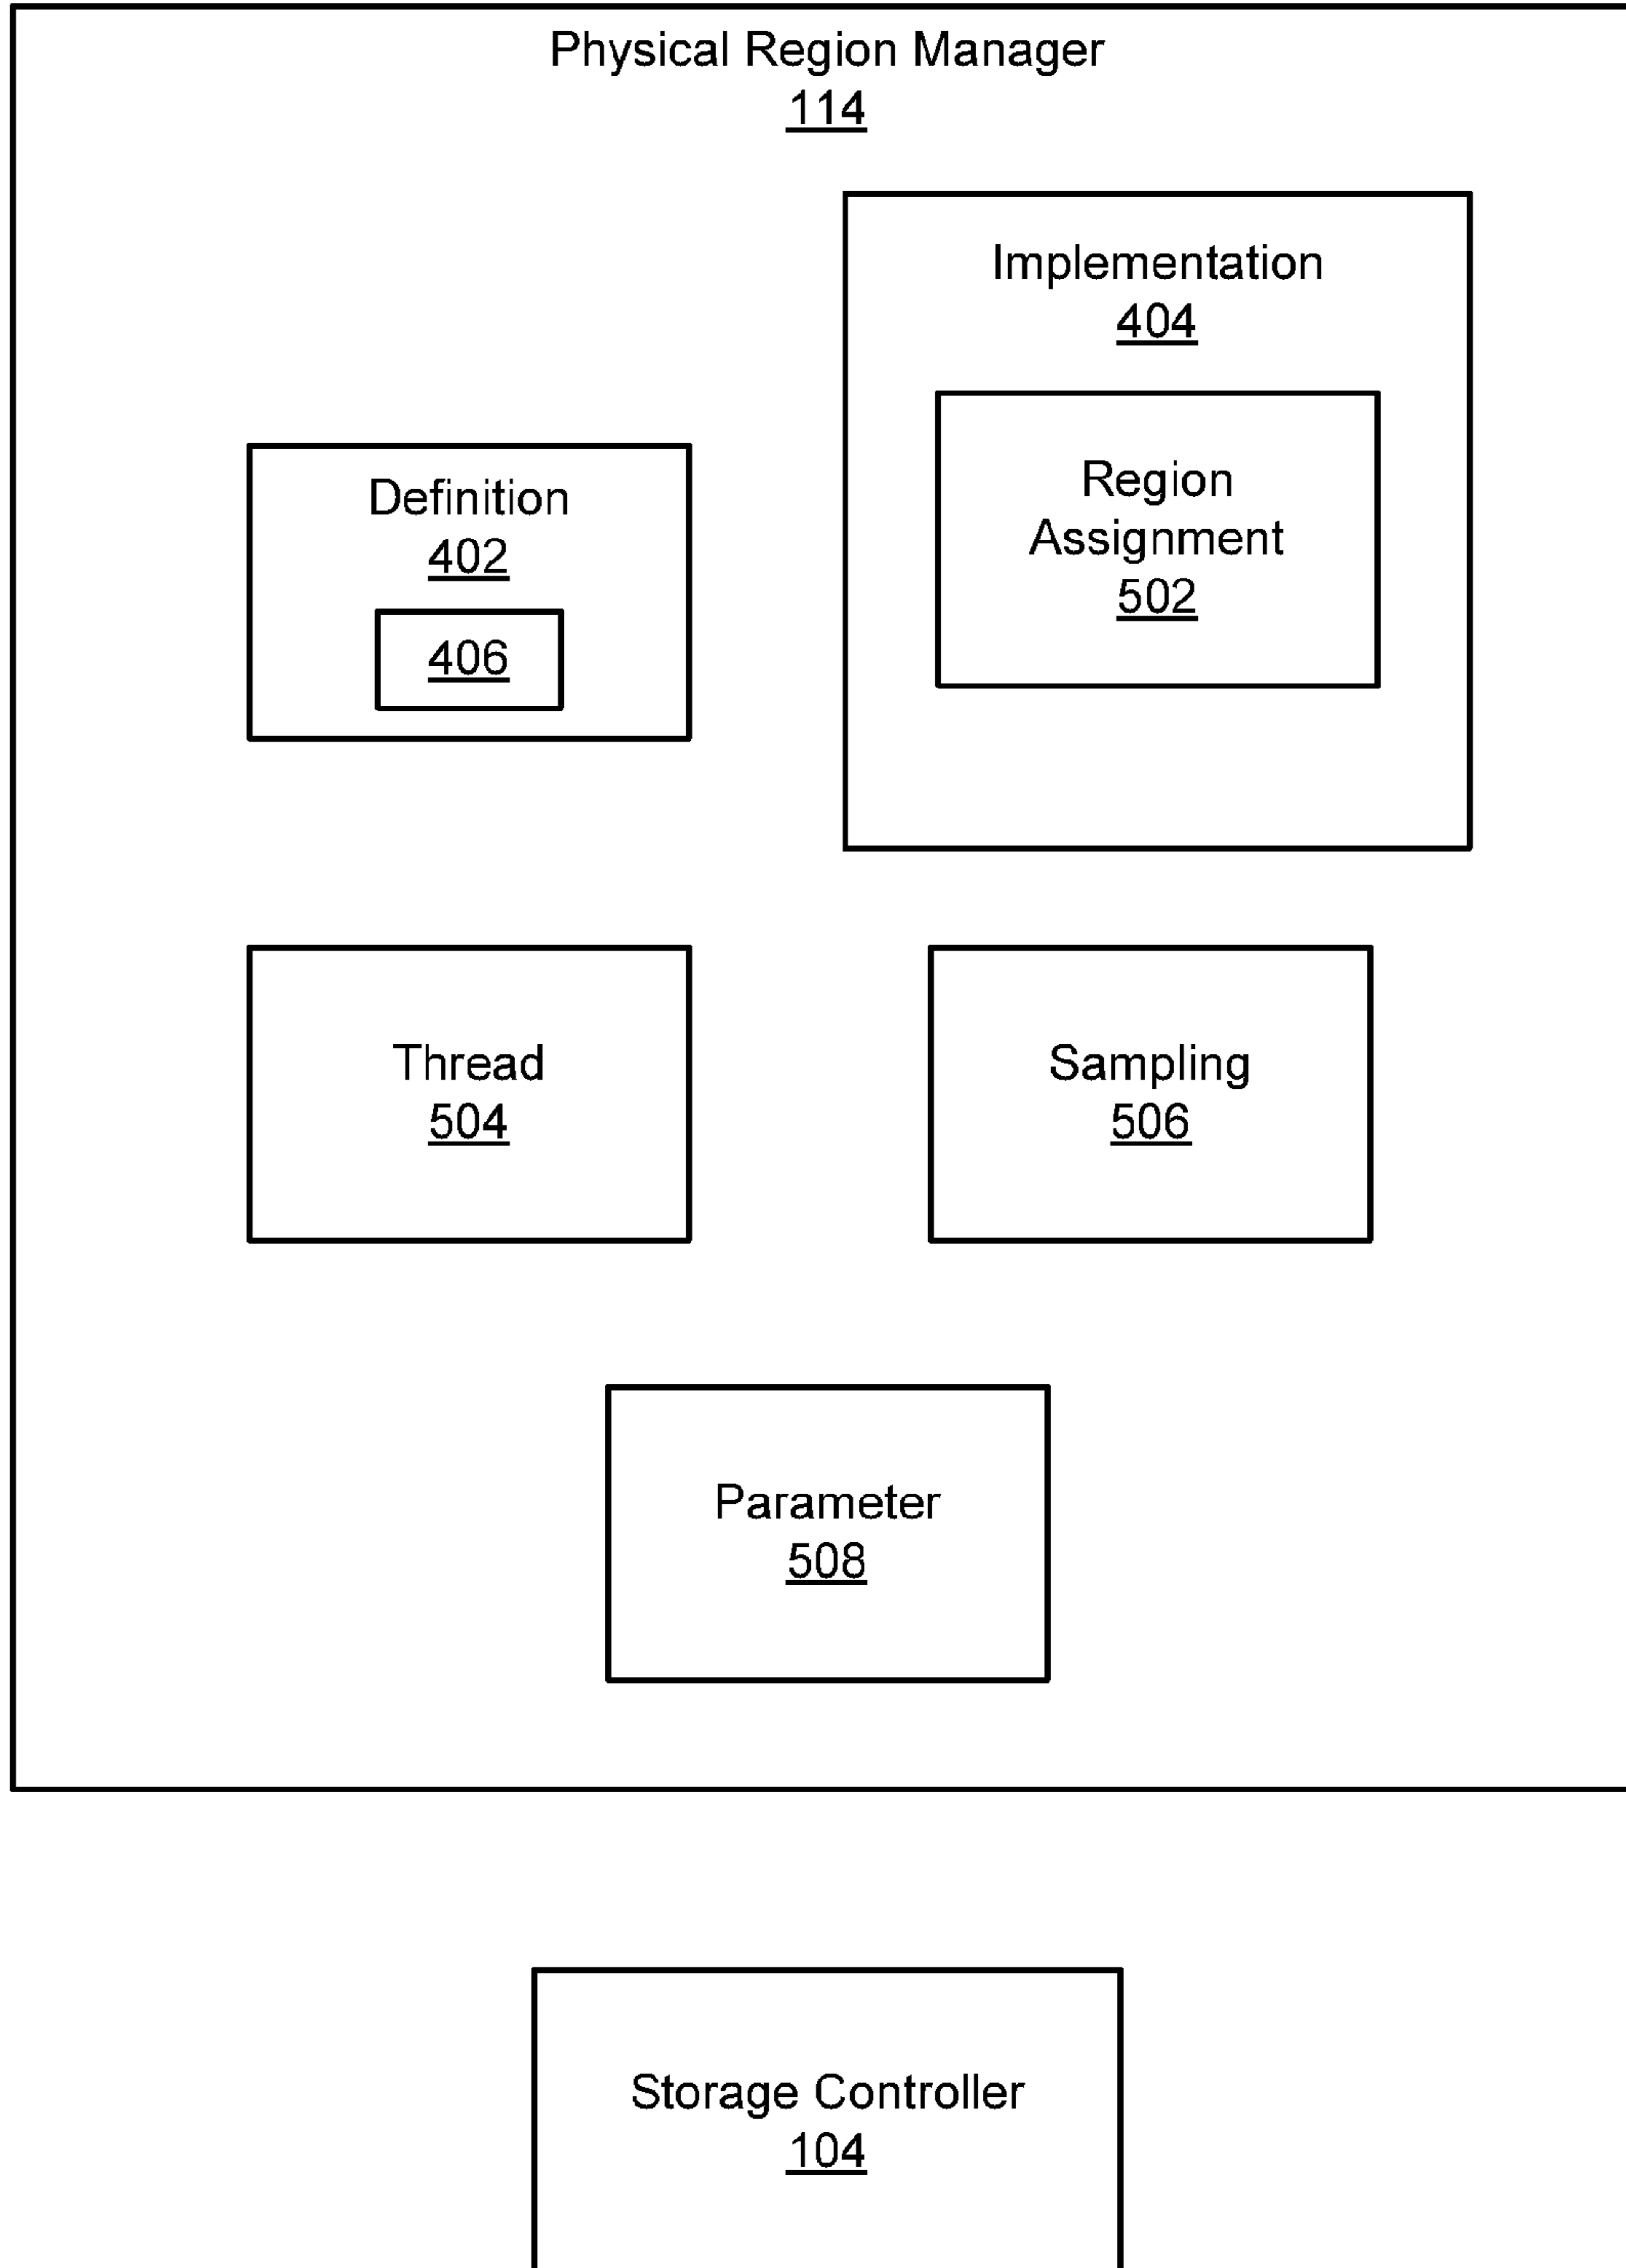 Physical Region Manager
114
Implementation
404
Region
Assignment
502
Definition
402
406
Thread
504
Sampling
506
Parameter
508
Storage Controller
104